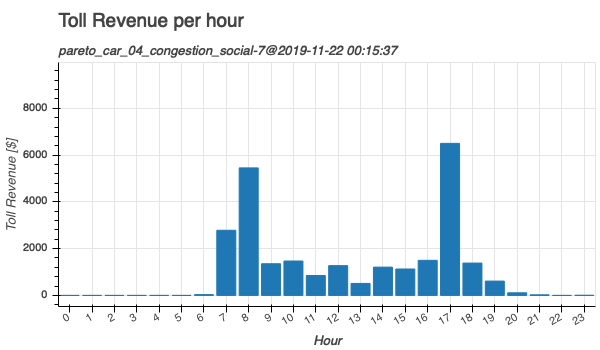 Toll Revenue per hour
pareto_car_04_congestion_social-7@2019-11-22 00:15:37
Toll Revenue [$]
8000
6000
4000
2000
0
0 1 2 3 4 5 6 7 8 9 10 11 12 13 14 15 16 17 18 19 20 21 22 23
Hour